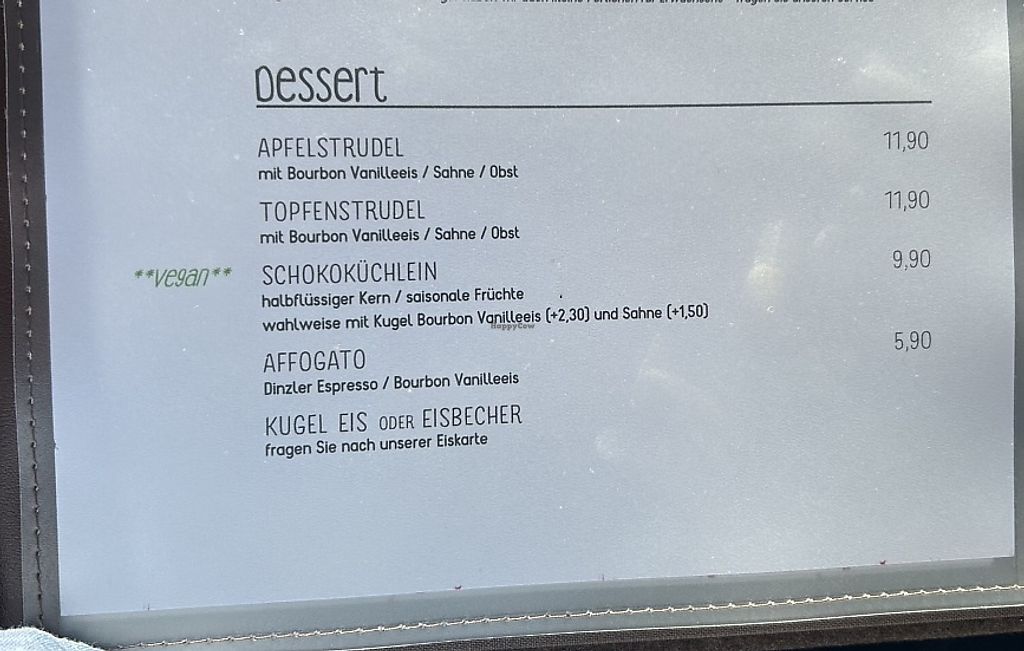 Dessert
APFELSTRUDEL 11,90
mit Bourbon Vanilleeis / Sahne / Obst
TOPFENSTRUDEL 11,90
mit Bourbon Vanilleeis / Sahne / Obst
**vegan** SCHOKOKÜCHLEIN 9,90
halbflüssiger Kern / saisonale Früchte
wahlweise mit Kugel Bourbon Vanilleeis (+2,30) und Sahne (+1,50)
HappyCow
AFFOGATO 5,90
Dinzler Espresso / Bourbon Vanilleeis
KUGEL EIS ODER EISBECHER
fragen Sie nach unserer Eiskarte